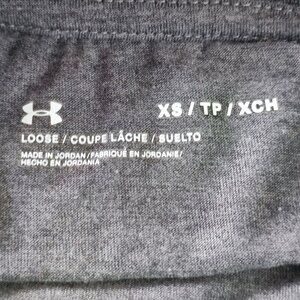 XS / TP / XCH
LOOSE / COUPE LÂCHE / SUELTO
MADE IN JORDAN / FABRIQUÉ EN JORDANIE /
HECHO EN JORDANIA